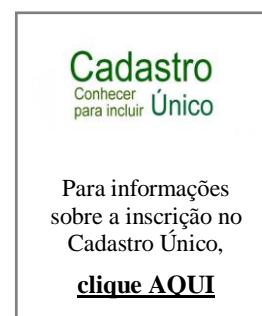 Cadastro
Conhecer
para incluir Único
Para informações
sobre a inscrição no
Cadastro Único,
clique AQUI